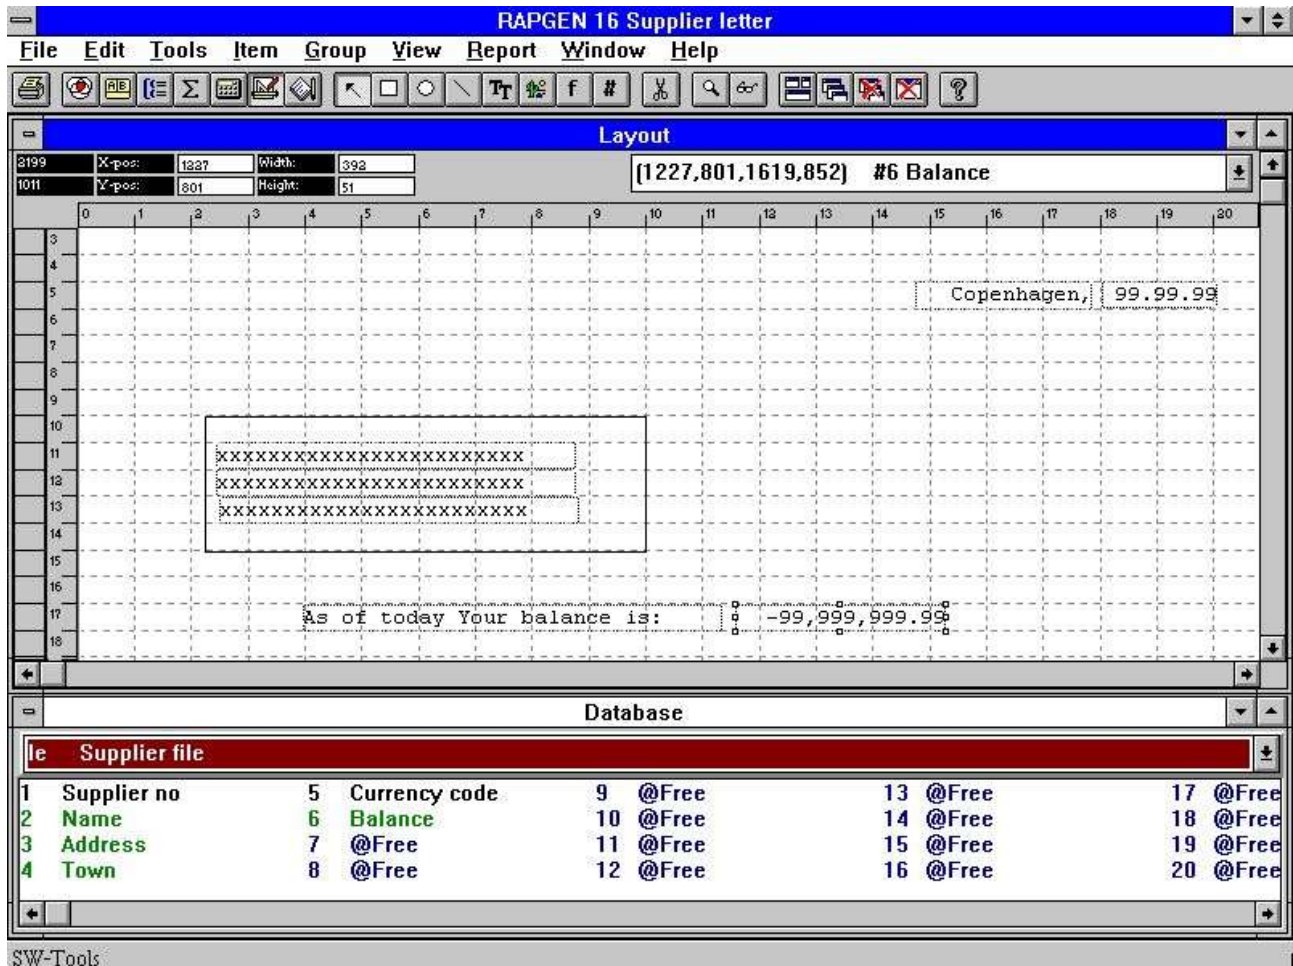 RAPGEN 16 Supplier letter
File Edit Tools Item Group View Report Window Help
AB Σ TT f # ?
Layout
2199 X-pos: 1227 Width: 392 (1227,801,1619,852) #6 Balance
1011 Y-pos: 801 Height: 51
0 1 2 3 4 5 6 7 8 9 10 11 12 13 14 15 16 17 18 19 20
3
4
5 Copenhagen, 99.99.99
6
7
8
9
10
11 xxxxxxxxxxxxxxxxxxxxxxxx
12 xxxxxxxxxxxxxxxxxxxxxxxx
13 xxxxxxxxxxxxxxxxxxxxxxxx
14
15
16
17 As of today Your balance is: -99,999,999.99
18
Database
le Supplier file
1 Supplier no 5 Currency code 9 @Free 13 @Free 17 @Free
2 Name 6 Balance 10 @Free 14 @Free 18 @Free
3 Address 7 @Free 11 @Free 15 @Free 19 @Free
4 Town 8 @Free 12 @Free 16 @Free 20 @Free
SW-Tools